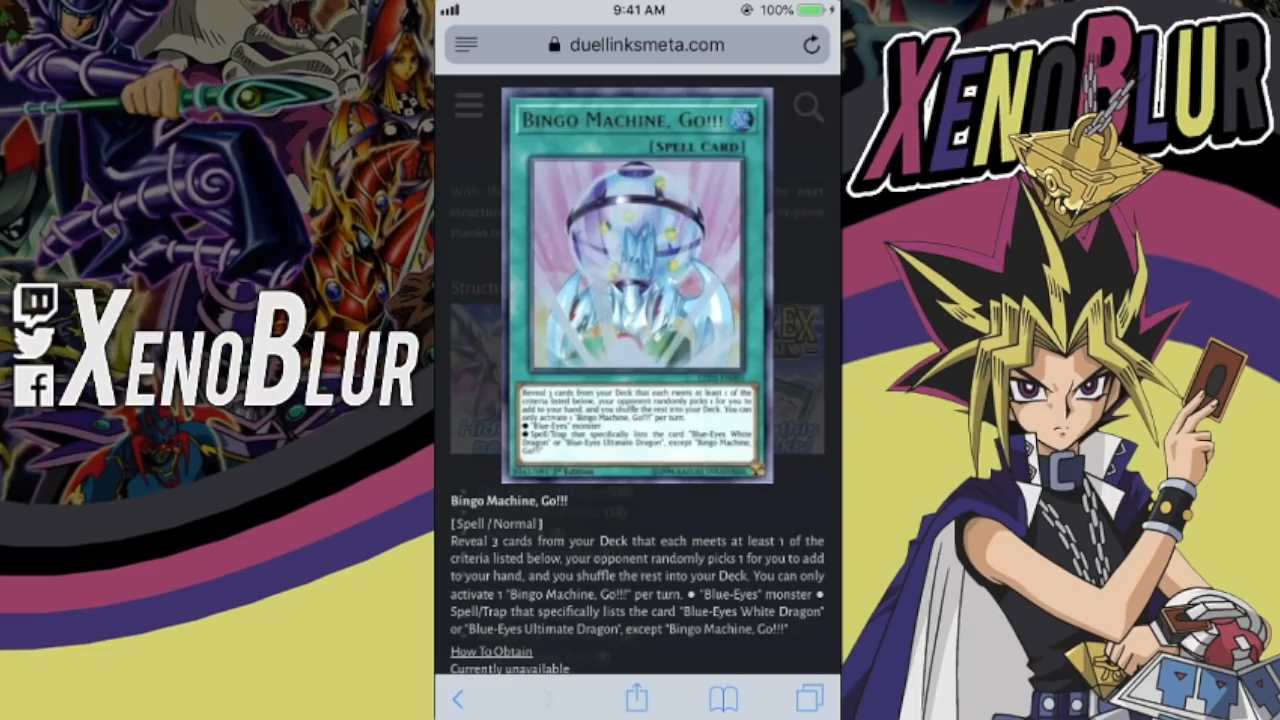 9:41 AM
100%
duellinksmeta.com
XENOBLUR
BINGO MACHINE, GO!!!
[SPELL CARD]
XENOBLUR
Reveal 3 cards from your Deck that each meets at least 1 of the
criteria listed below, your opponent randomly picks 1 for you to
add to your hand, and you shuffle the rest into your Deck. You can
only activate 1 "Bingo Machine, Go!!!" per turn.
● "Blue-Eyes" monster
● Spell/Trap that specifically lists the card "Blue-Eyes White
Dragon" or "Blue-Eyes Ultimate Dragon", except "Bingo Machine,
Go!!!"
1st Edition
Bingo Machine, Go!!!
[ Spell / Normal ]
Reveal 3 cards from your Deck that each meets at least 1 of the
criteria listed below, your opponent randomly picks 1 for you to add
to your hand, and you shuffle the rest into your Deck. You can only
activate 1 "Bingo Machine, Go!!!" per turn. ● "Blue-Eyes" monster ●
Spell/Trap that specifically lists the card "Blue-Eyes White Dragon"
or "Blue-Eyes Ultimate Dragon", except "Bingo Machine, Go!!!"
How To Obtain
Currently unavailable